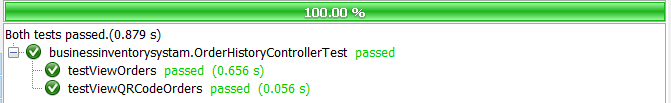 100.00 %
Both tests passed.(0.879 s)
businessinventorysystam.OrderHistoryControllerTest passed
testViewOrders passed (0.656 s)
testViewQRCodeOrders passed (0.056 s)